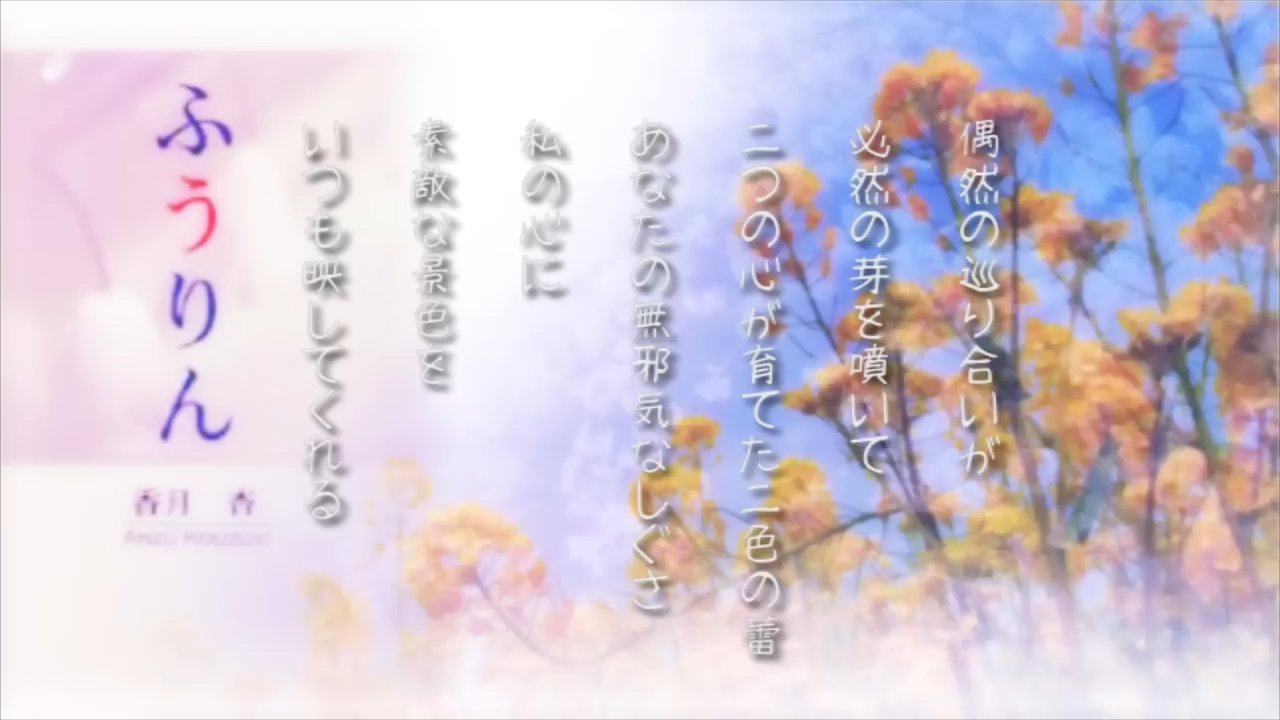 偶然の巡り合いが
必然の芽を噴いて
二つの心が育てた二色の蕾
あなたの無邪気なしぐさ
私の心に
素敵な景色を
いつも映してくれる
ふうりん
香月 杏
ANZU KOUZUKI